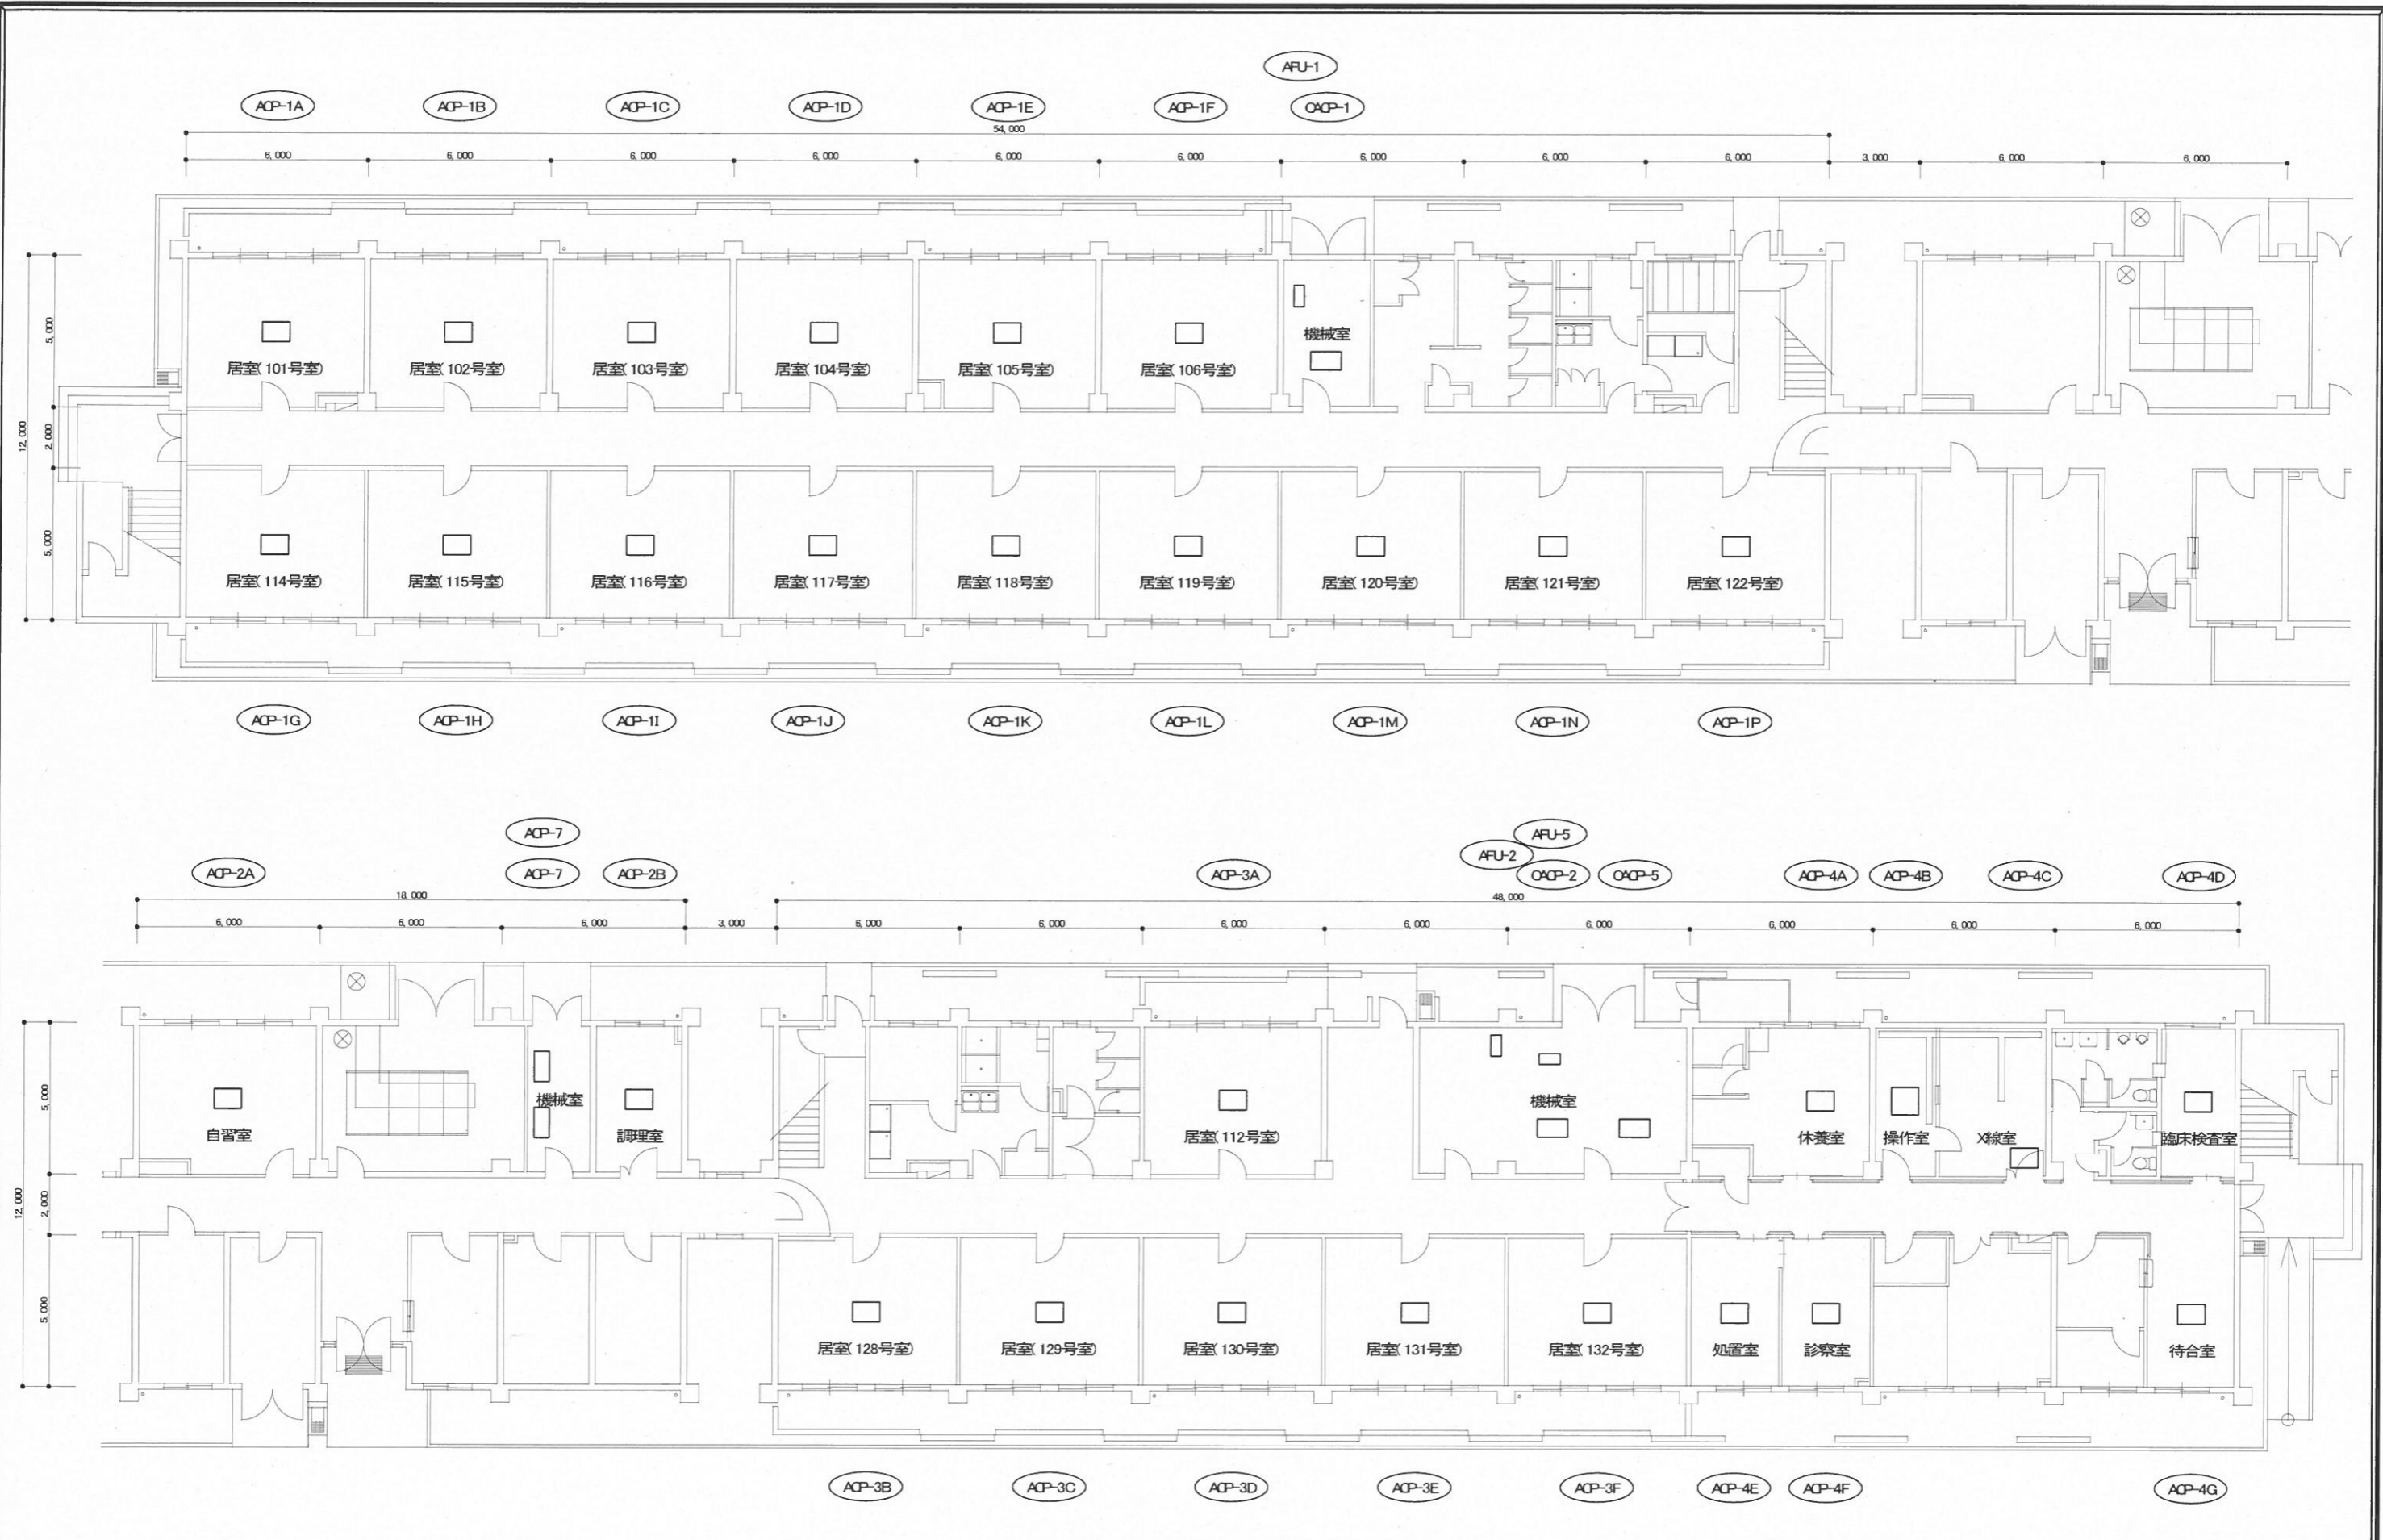 AFU-1
ACP-1A ACP-1B ACP-1C ACP-1D ACP-1E ACP-1F OACP-1
54,000
6,000 6,000 6,000 6,000 6,000 6,000 6,000 6,000 6,000 3,000 6,000 6,000
5,000
機械室
居室(101号室) 居室(102号室) 居室(103号室) 居室(104号室) 居室(105号室) 居室(106号室)
12,000
2,000
5,000
居室(114号室) 居室(115号室) 居室(116号室) 居室(117号室) 居室(118号室) 居室(119号室) 居室(120号室) 居室(121号室) 居室(122号室)
ACP-1G ACP-1H ACP-1I ACP-1J ACP-1K ACP-1L ACP-1M ACP-1N ACP-1P
ACP-7 AFU-5
AFU-2
ACP-2A ACP-7 ACP-2B ACP-3A OACP-2 OACP-5 ACP-4A ACP-4B ACP-4C ACP-4D
18,000 48,000
6,000 6,000 6,000 3,000 6,000 6,000 6,000 6,000 6,000 6,000 6,000 6,000
5,000
機械室 機械室
自習室 調理室 居室(112号室) 休養室 操作室 X線室 臨床検査室
12,000
2,000
5,000
居室(128号室) 居室(129号室) 居室(130号室) 居室(131号室) 居室(132号室) 処置室 診察室 待合室
ACP-3B ACP-3C ACP-3D ACP-3E ACP-3F ACP-4E ACP-4F ACP-4G